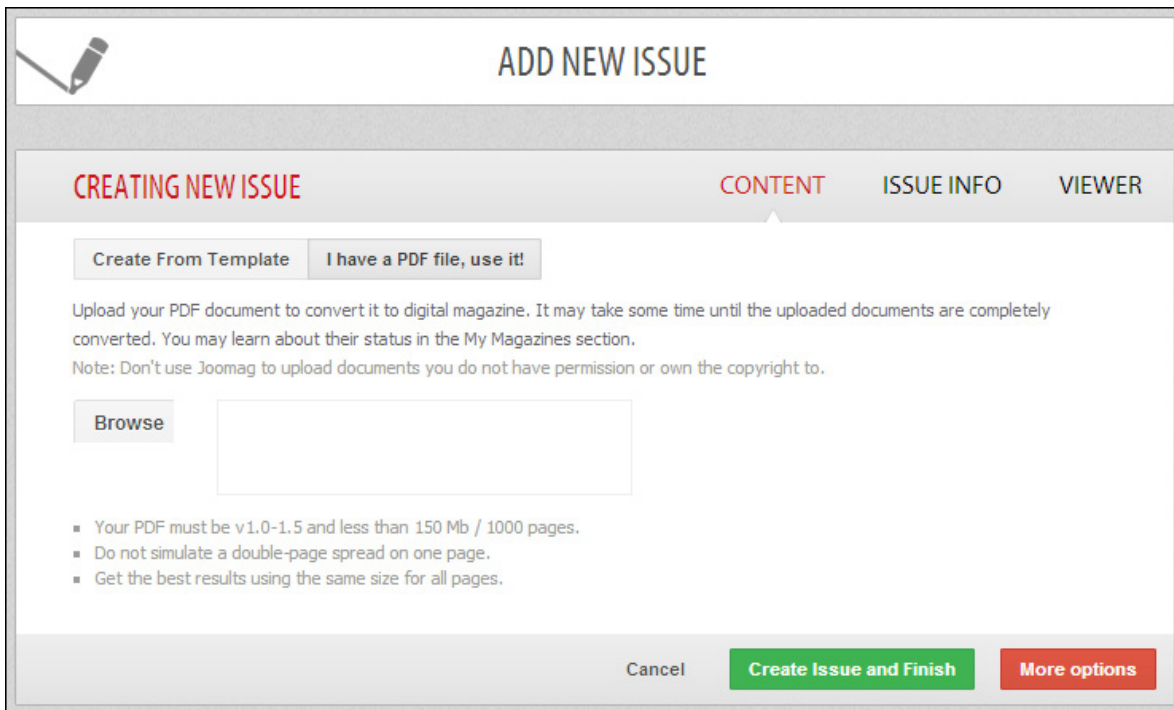 ADD NEW ISSUE
CREATING NEW ISSUE CONTENT ISSUE INFO VIEWER
Create From Template I have a PDF file, use it!
Upload your PDF document to convert it to digital magazine. It may take some time until the uploaded documents are completely
converted. You may learn about their status in the My Magazines section.
Note: Don't use Joomag to upload documents you do not have permission or own the copyright to.
Browse
Your PDF must be v1.0-1.5 and less than 150 Mb / 1000 pages.
Do not simulate a double-page spread on one page.
Get the best results using the same size for all pages.
Cancel Create Issue and Finish More options